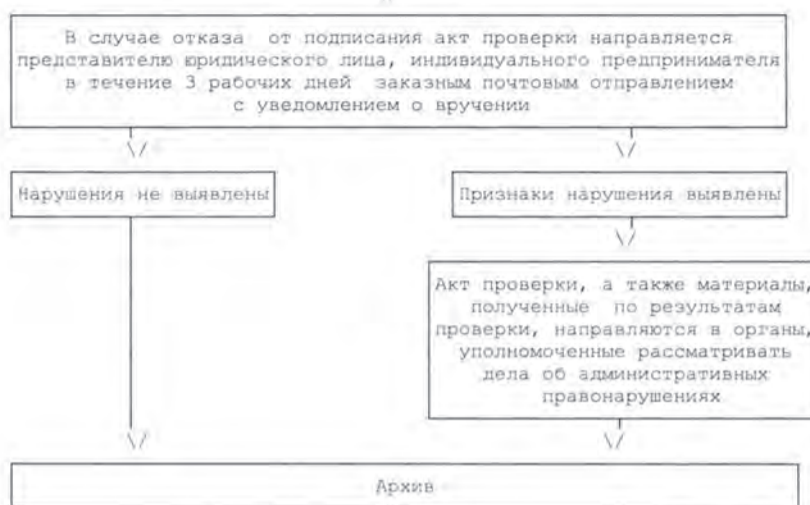 В случае отказа от подписания акт проверки направляется
представителю юридического лица, индивидуального предпринимателя
в течение 3 рабочих дней заказным почтовым отправлением
с уведомлением о вручении
\/ \/
Нарушения не выявлены
Признаки нарушения выявлены
\/
Акт проверки, а также материалы,
полученные по результатам
проверки, направляются в органы,
уполномоченные рассматривать
дела об административных
правонарушениях
\/ \/
Архив